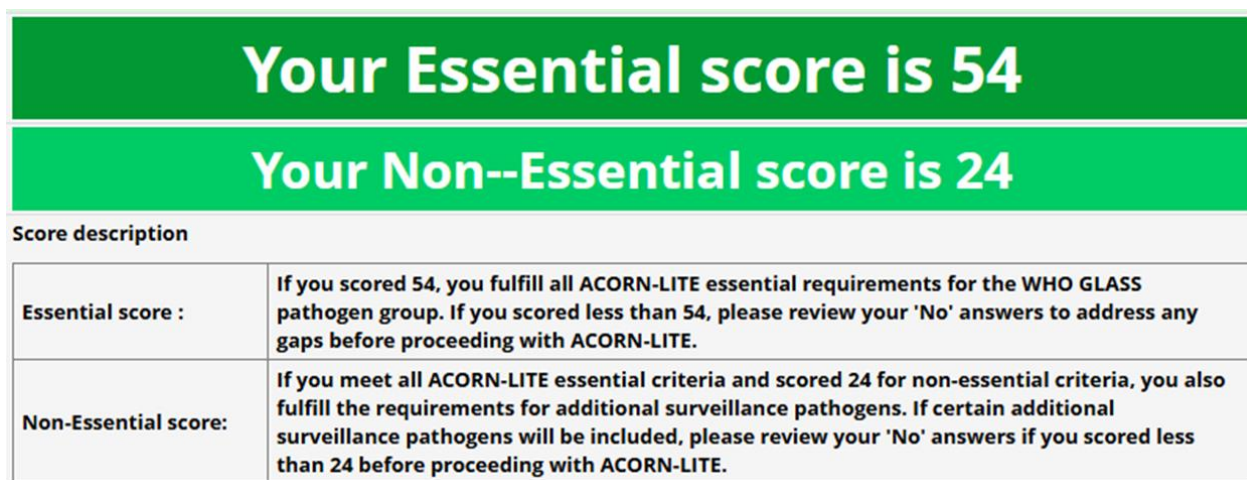 Your Essential score is 54
Your Non--Essential score is 24
Score description
Essential score :
If you scored 54, you fulfill all ACORN-LITE essential requirements for the WHO GLASS
pathogen group. If you scored less than 54, please review your 'No' answers to address any
gaps before proceeding with ACORN-LITE.
Non-Essential score:
If you meet all ACORN-LITE essential criteria and scored 24 for non-essential criteria, you also
fulfill the requirements for additional surveillance pathogens. If certain additional
surveillance pathogens will be included, please review your 'No' answers if you scored less
than 24 before proceeding with ACORN-LITE.